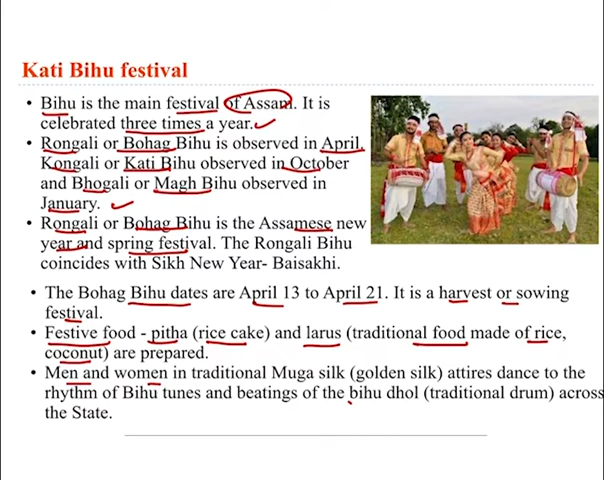 Kati Bihu festival
• Bihu is the main festival of Assam. It is
celebrated three times a year.
• Rongali or Bohag Bihu is observed in April,
Kongali or Kati Bihu observed in October
and Bhogali or Magh Bihu observed in
January.
• Rongali or Bohag Bihu is the Assamese new
year and spring festival. The Rongali Bihu
coincides with Sikh New Year- Baisakhi.
• The Bohag Bihu dates are April 13 to April 21. It is a harvest or sowing
festival.
• Festive food - pitha (rice cake) and larus (traditional food made of rice,
coconut) are prepared.
• Men and women in traditional Muga silk (golden silk) attires dance to the
rhythm of Bihu tunes and beatings of the bihu dhol (traditional drum) across
the State.